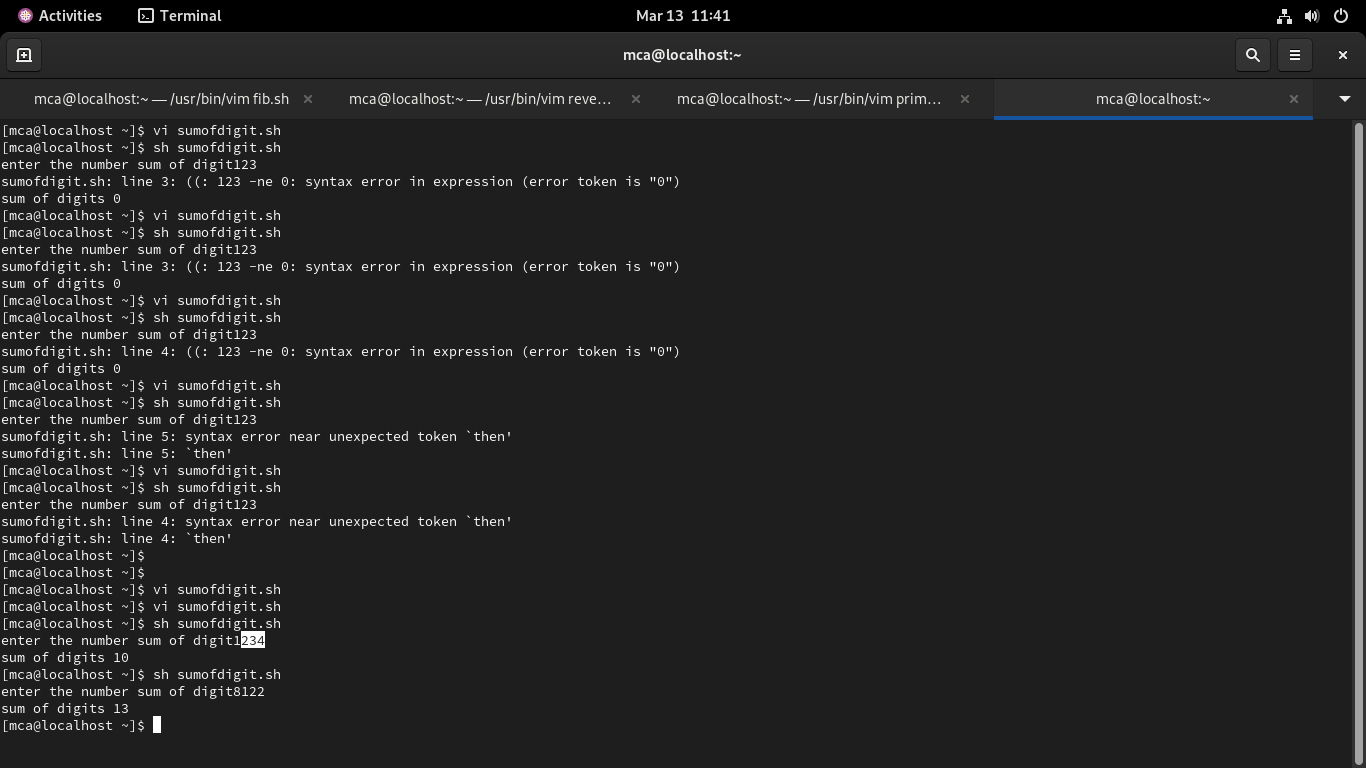 Activities Terminal Mar 13 11:41
mca@localhost:~
mca@localhost:~ — /usr/bin/vim fib.sh mca@localhost:~ — /usr/bin/vim reve… mca@localhost:~ — /usr/bin/vim prim… mca@localhost:~
[mca@localhost ~]$ vi sumofdigit.sh
[mca@localhost ~]$ sh sumofdigit.sh
enter the number sum of digit123
sumofdigit.sh: line 3: ((: 123 -ne 0: syntax error in expression (error token is "0")
sum of digits 0
[mca@localhost ~]$ vi sumofdigit.sh
[mca@localhost ~]$ sh sumofdigit.sh
enter the number sum of digit123
sumofdigit.sh: line 3: ((: 123 -ne 0: syntax error in expression (error token is "0")
sum of digits 0
[mca@localhost ~]$ vi sumofdigit.sh
[mca@localhost ~]$ sh sumofdigit.sh
enter the number sum of digit123
sumofdigit.sh: line 4: ((: 123 -ne 0: syntax error in expression (error token is "0")
sum of digits 0
[mca@localhost ~]$ vi sumofdigit.sh
[mca@localhost ~]$ sh sumofdigit.sh
enter the number sum of digit123
sumofdigit.sh: line 5: syntax error near unexpected token `then'
sumofdigit.sh: line 5: `then'
[mca@localhost ~]$ vi sumofdigit.sh
[mca@localhost ~]$ sh sumofdigit.sh
enter the number sum of digit123
sumofdigit.sh: line 4: syntax error near unexpected token `then'
sumofdigit.sh: line 4: `then'
[mca@localhost ~]$
[mca@localhost ~]$
[mca@localhost ~]$ vi sumofdigit.sh
[mca@localhost ~]$ vi sumofdigit.sh
[mca@localhost ~]$ sh sumofdigit.sh
enter the number sum of digit1234
sum of digits 10
[mca@localhost ~]$ sh sumofdigit.sh
enter the number sum of digit8122
sum of digits 13
[mca@localhost ~]$